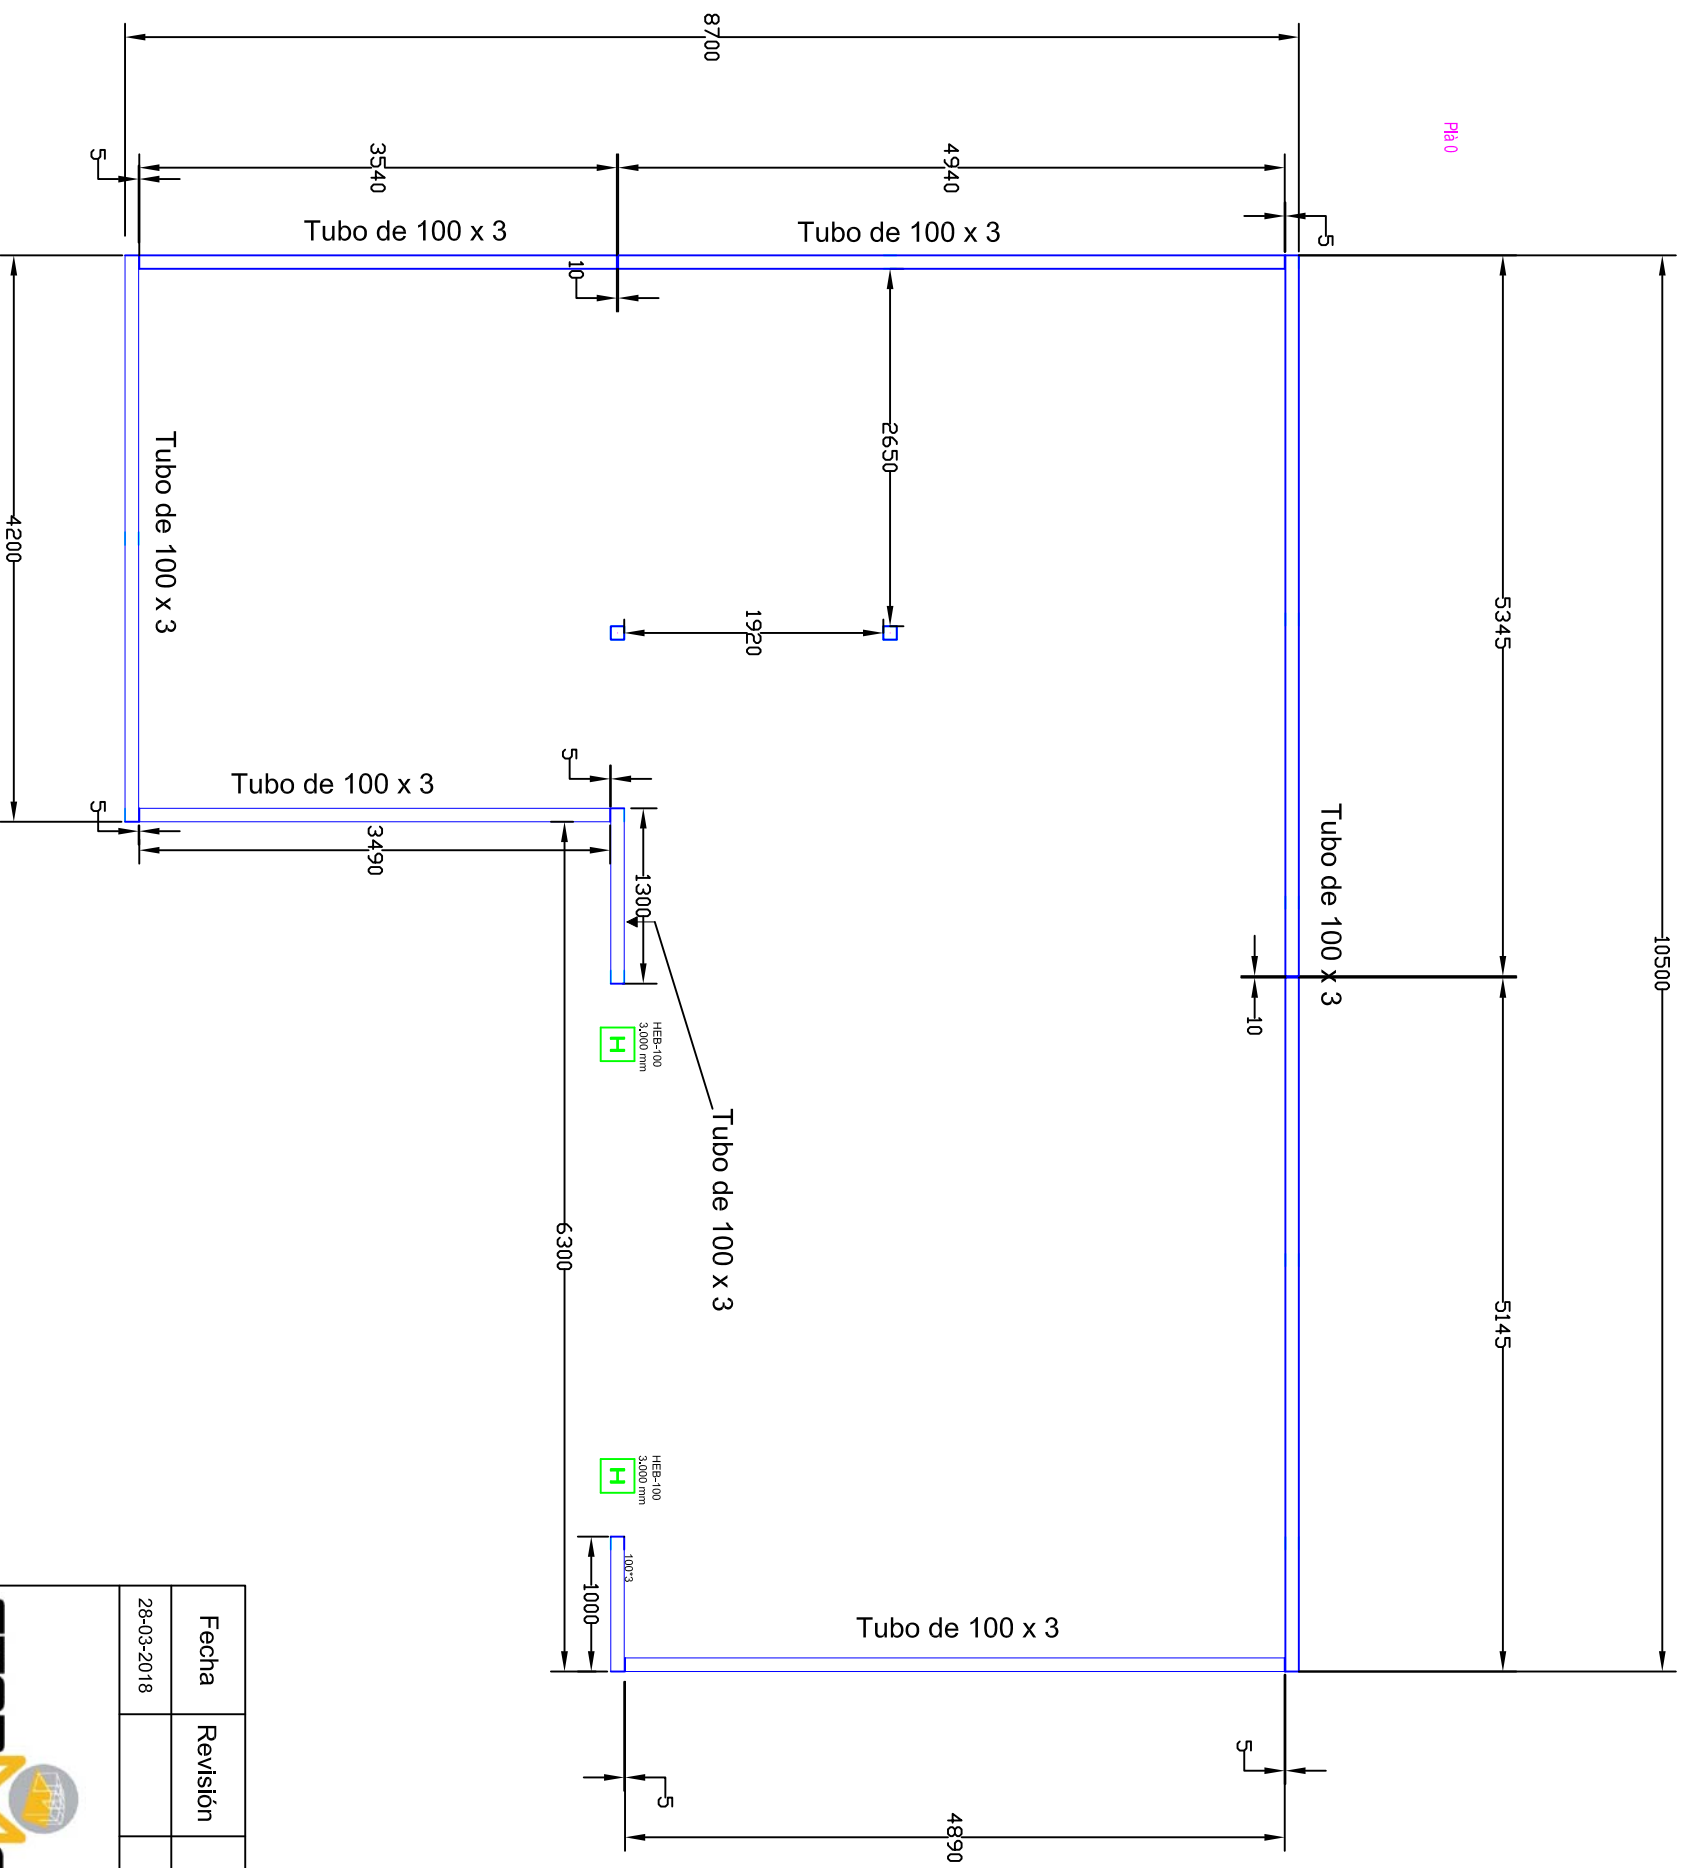 8700
Plà 0
3540
4940
5
5
Tubo de 100 x 3
Tubo de 100 x 3
10
2650
5345
10500
Tubo de 100 x 3
4200
1920
5
Tubo de 100 x 3
5
3490
1300
Tubo de 100 x 3
10
HEB-100
3.000 mm
H
Tubo de 100 x 3
6300
5145
HEB-100
3.000 mm
H
100*3
1000
Tubo de 100 x 3
5
5
4890
Fecha
Revisión
28-03-2018